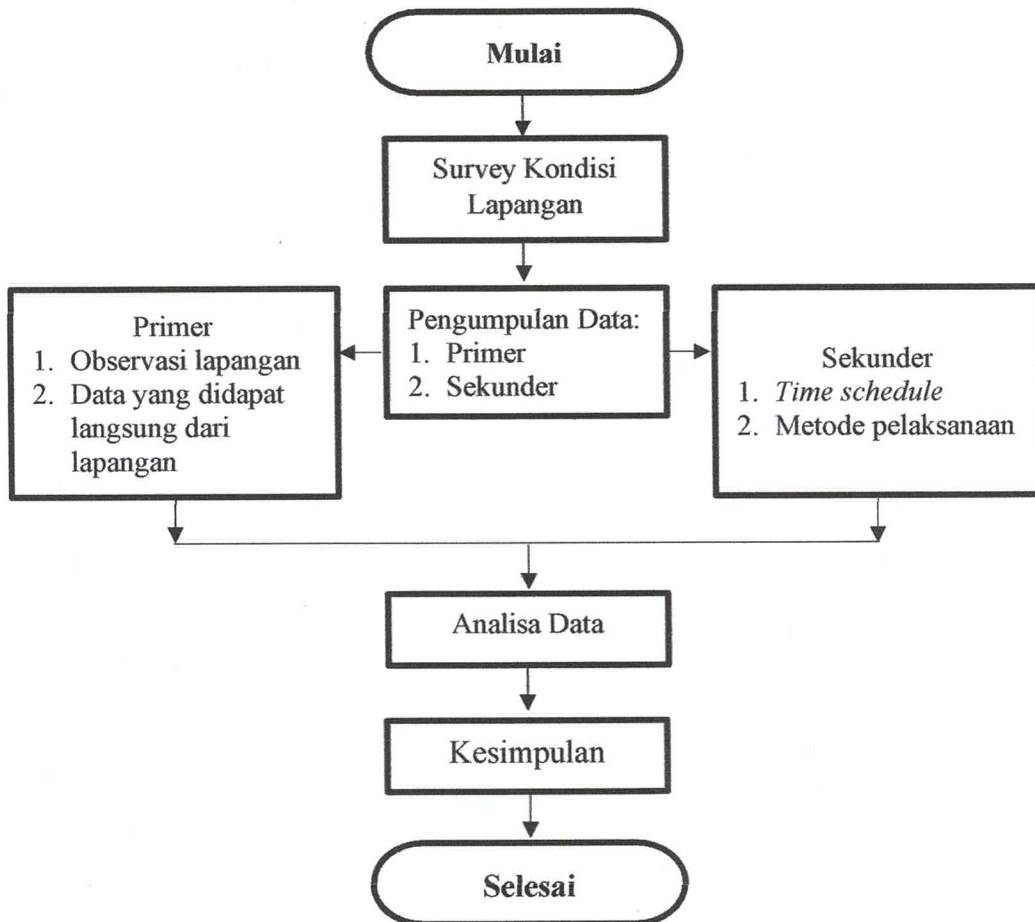 Mulai
Survey Kondisi
Lapangan
Pengumpulan Data:
1. Primer
2. Sekunder
Primer
1. Observasi lapangan
2. Data yang didapat
langsung dari
lapangan
Sekunder
1. Time schedule
2. Metode pelaksanaan
Analisa Data
Kesimpulan
Selesai